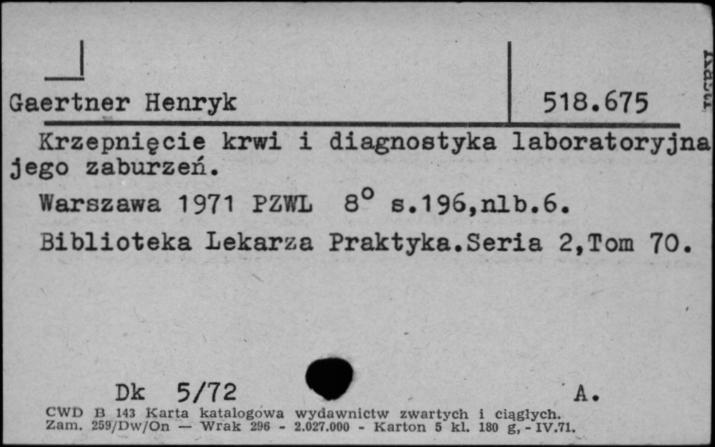 Gaertner Henryk 518.675
Krzepnięcie krwi i diagnostyka laboratoryjna
jego zaburzeń.
Warszawa 1971 PZWL 8° s.196,nlb.6.
Biblioteka Lekarza Praktyka.Seria 2,Tom 70.
Dk 5/72 A.
CWD B 143 Karta katalogowa wydawnictw zwartych i ciągłych.
Zam. 259/Dw/On — Wrak 296 - 2.027.000 - Karton 5 kl. 180 g, - IV.71.